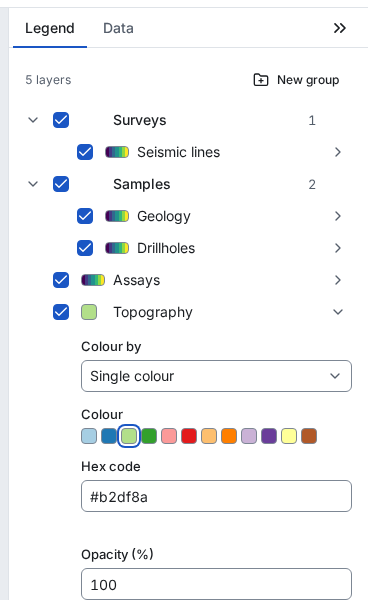 Legend Data
5 layers New group
Surveys 1
Seismic lines
Samples 2
Geology
Drillholes
Assays
Topography
Colour by
Single colour
Colour
Hex code
#b2df8a
Opacity (%)
100